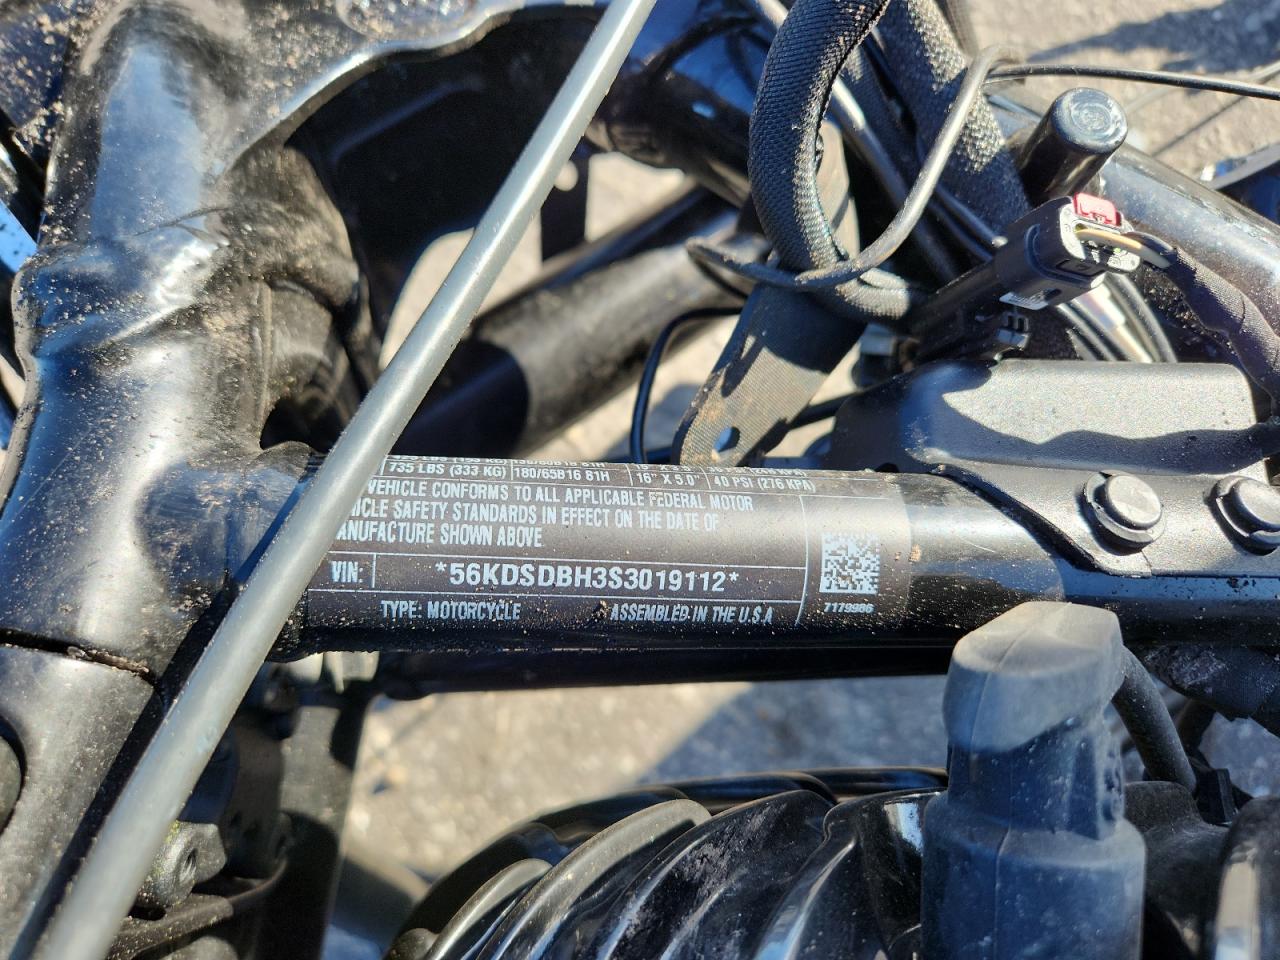 735 LBS (333 KG) 180/65B16 81H 16" X 5.0" 40 PSI (276 KPA)
VEHICLE CONFORMS TO ALL APPLICABLE FEDERAL MOTOR
HICLE SAFETY STANDARDS IN EFFECT ON THE DATE OF
ANUFACTURE SHOWN ABOVE
VIN: *56KDSDBH3S3019112*
TYPE: MOTORCYCLE ASSEMBLED IN THE U.S.A
7179986